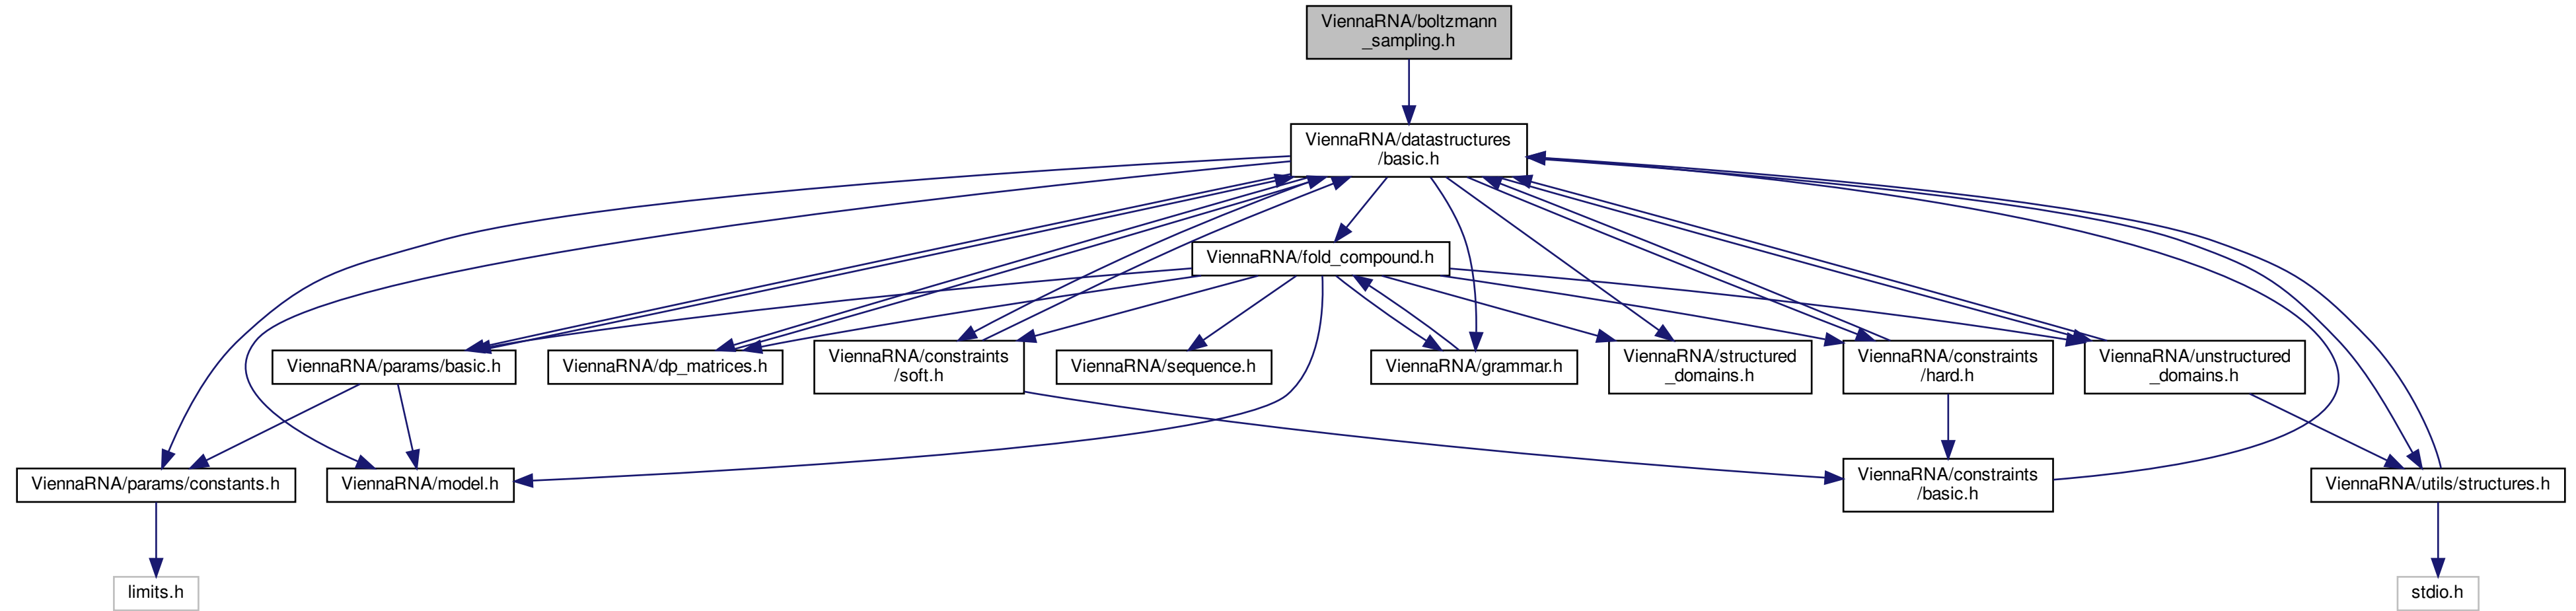 ViennaRNA/boltzmann
_sampling.h
ViennaRNA/datastructures
/basic.h
ViennaRNA/fold_compound.h
ViennaRNA/params/basic.h
ViennaRNA/dp_matrices.h
ViennaRNA/constraints
/soft.h
ViennaRNA/sequence.h
ViennaRNA/grammar.h
ViennaRNA/structured
_domains.h
ViennaRNA/constraints
/hard.h
ViennaRNA/unstructured
_domains.h
ViennaRNA/params/constants.h
ViennaRNA/model.h
ViennaRNA/constraints
/basic.h
ViennaRNA/utils/structures.h
limits.h
stdio.h